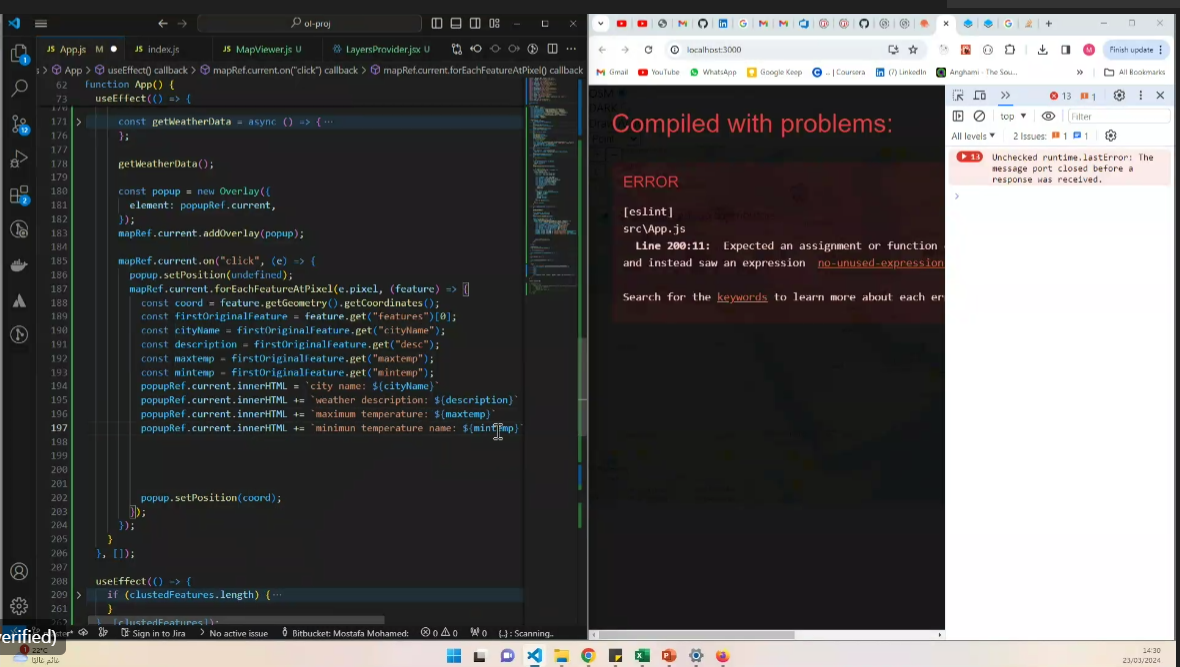 ol-proj
App.js M
index.js
MapViewer.js U
LayersProvider.jsx U
App > useEffect() callback > mapRef.current.on("click") callback > mapRef.current.forEachFeatureAtPixel() callback
62 function App() {
73 useEffect(() => {
171 const getWeatherData = async () => {···
176 };
177
178 getWeatherData();
179
180 const popup = new Overlay({
181 element: popupRef.current,
182 });
183 mapRef.current.addOverlay(popup);
184
185 mapRef.current.on("click", (e) => {
186 popup.setPosition(undefined);
187 mapRef.current.forEachFeatureAtPixel(e.pixel, (feature) => {
188 const coord = feature.getGeometry().getCoordinates();
189 const firstOriginalFeature = feature.get("features")[0];
190 const cityName = firstOriginalFeature.get("cityName");
191 const description = firstOriginalFeature.get("desc");
192 const maxtemp = firstOriginalFeature.get("maxtemp");
193 const mintemp = firstOriginalFeature.get("mintemp");
194 popupRef.current.innerHTML = `city name: ${cityName}`
195 popupRef.current.innerHTML += `weather description: ${description}`
196 popupRef.current.innerHTML += `maximum temperature: ${maxtemp}`
197 popupRef.current.innerHTML += `minimun temperature name: ${mintemp}`
198
199
200
201
202 popup.setPosition(coord);
203 });
204 });
205 }
206 }, []);
207
208 useEffect(() => {
209 if (clustedFeatures.length) {···
261 }
262 }, [clustedFeatures]);
Sign in to Jira
No active issue
Bitbucket: Mostafa Mohamed:
0 0
0
{..}: Scanning..
localhost:3000
Finish update
Gmail
YouTube
WhatsApp
Google Keep
| Coursera
(7) LinkedIn
Anghami - The Sou...
All Bookmarks
Compiled with problems:
ERROR
[eslint]
src\App.js
Line 200:11: Expected an assignment or function
and instead saw an expression no-unused-expression
Search for the keywords to learn more about each er
13 1
top
Filter
All levels
2 Issues: 1 1
13 Unchecked runtime.lastError: The
message port closed before a
response was received.
verified)
22°C
غائم غالبًا
14:30
23/03/2024